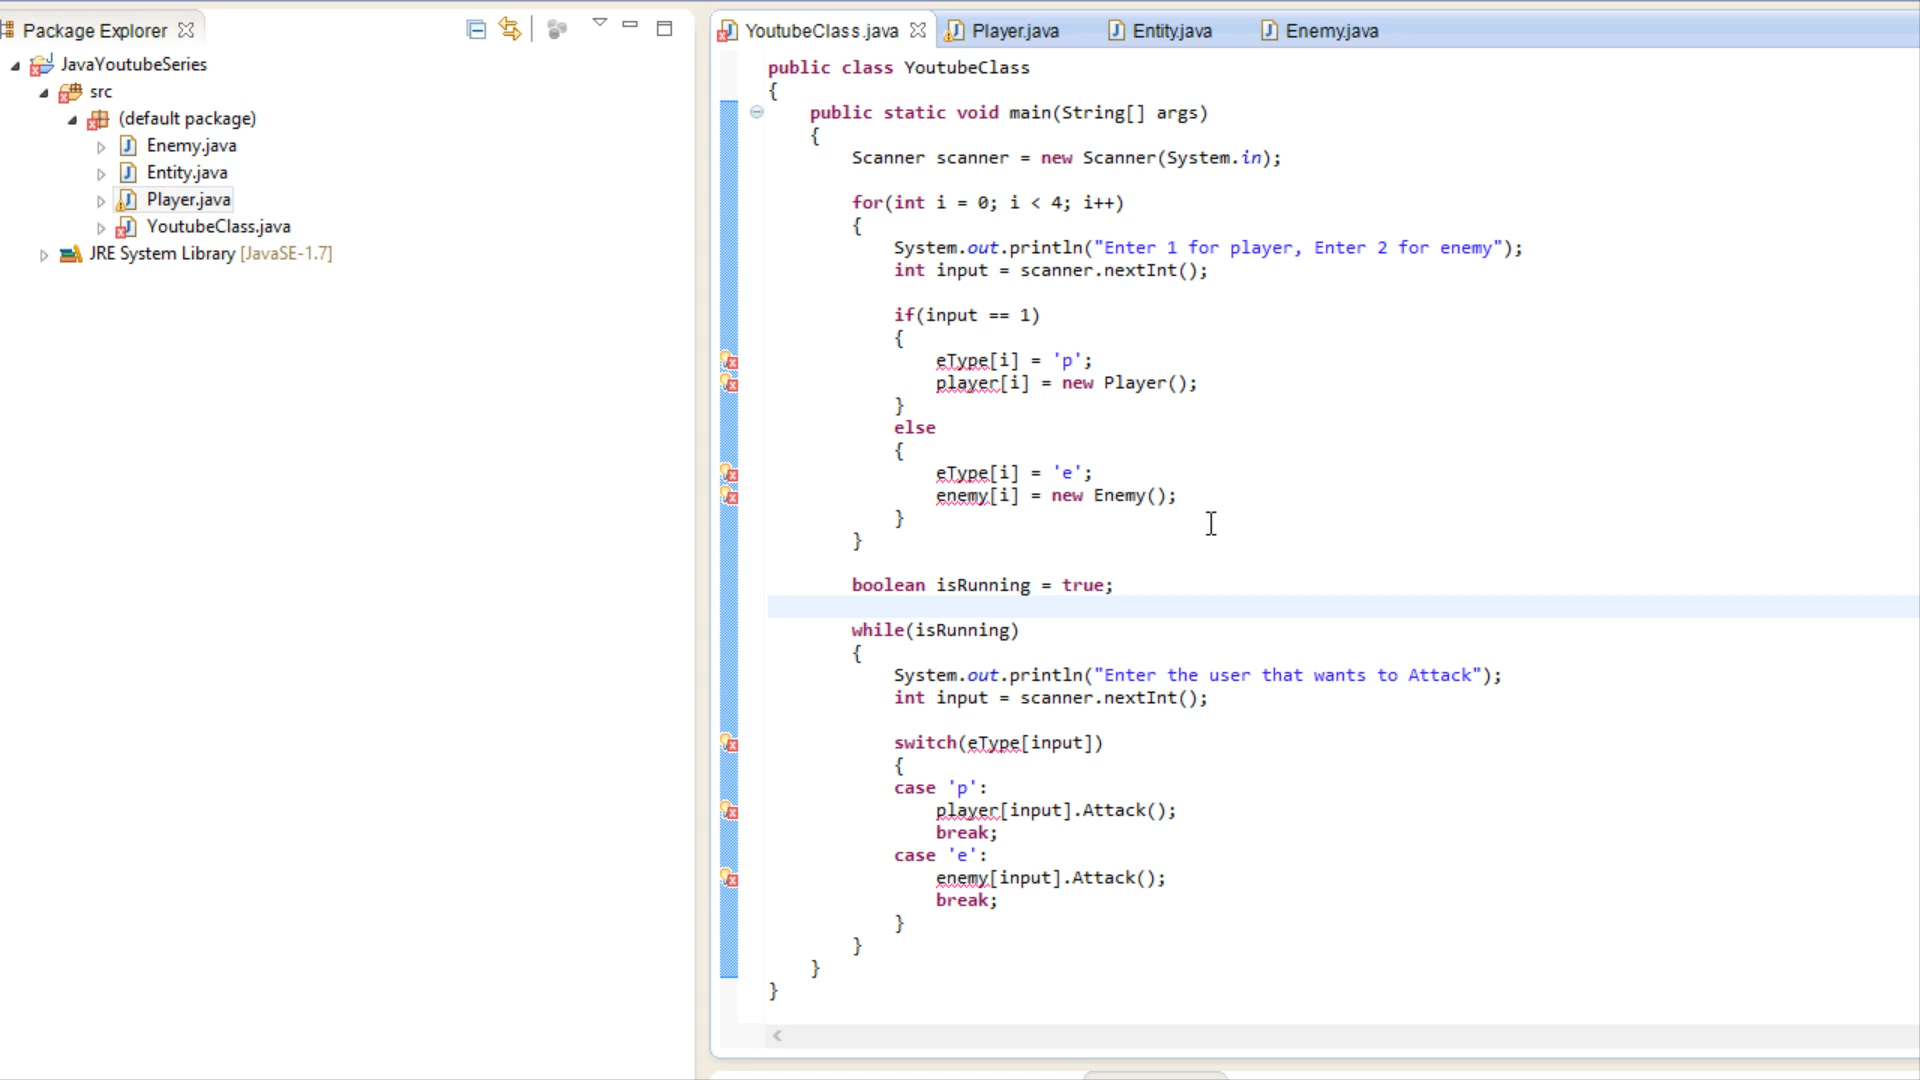 Package Explorer
JavaYoutubeSeries
src
(default package)
Enemy.java
Entity.java
Player.java
YoutubeClass.java
JRE System Library [JavaSE-1.7]
YoutubeClass.java Player.java Entity.java Enemy.java
public class YoutubeClass
{
public static void main(String[] args)
{
Scanner scanner = new Scanner(System.in);
for(int i = 0; i < 4; i++)
{
System.out.println("Enter 1 for player, Enter 2 for enemy");
int input = scanner.nextInt();
if(input == 1)
{
eType[i] = 'p';
player[i] = new Player();
}
else
{
eType[i] = 'e';
enemy[i] = new Enemy();
}
}
boolean isRunning = true;
while(isRunning)
{
System.out.println("Enter the user that wants to Attack");
int input = scanner.nextInt();
switch(eType[input])
{
case 'p':
player[input].Attack();
break;
case 'e':
enemy[input].Attack();
break;
}
}
}
}